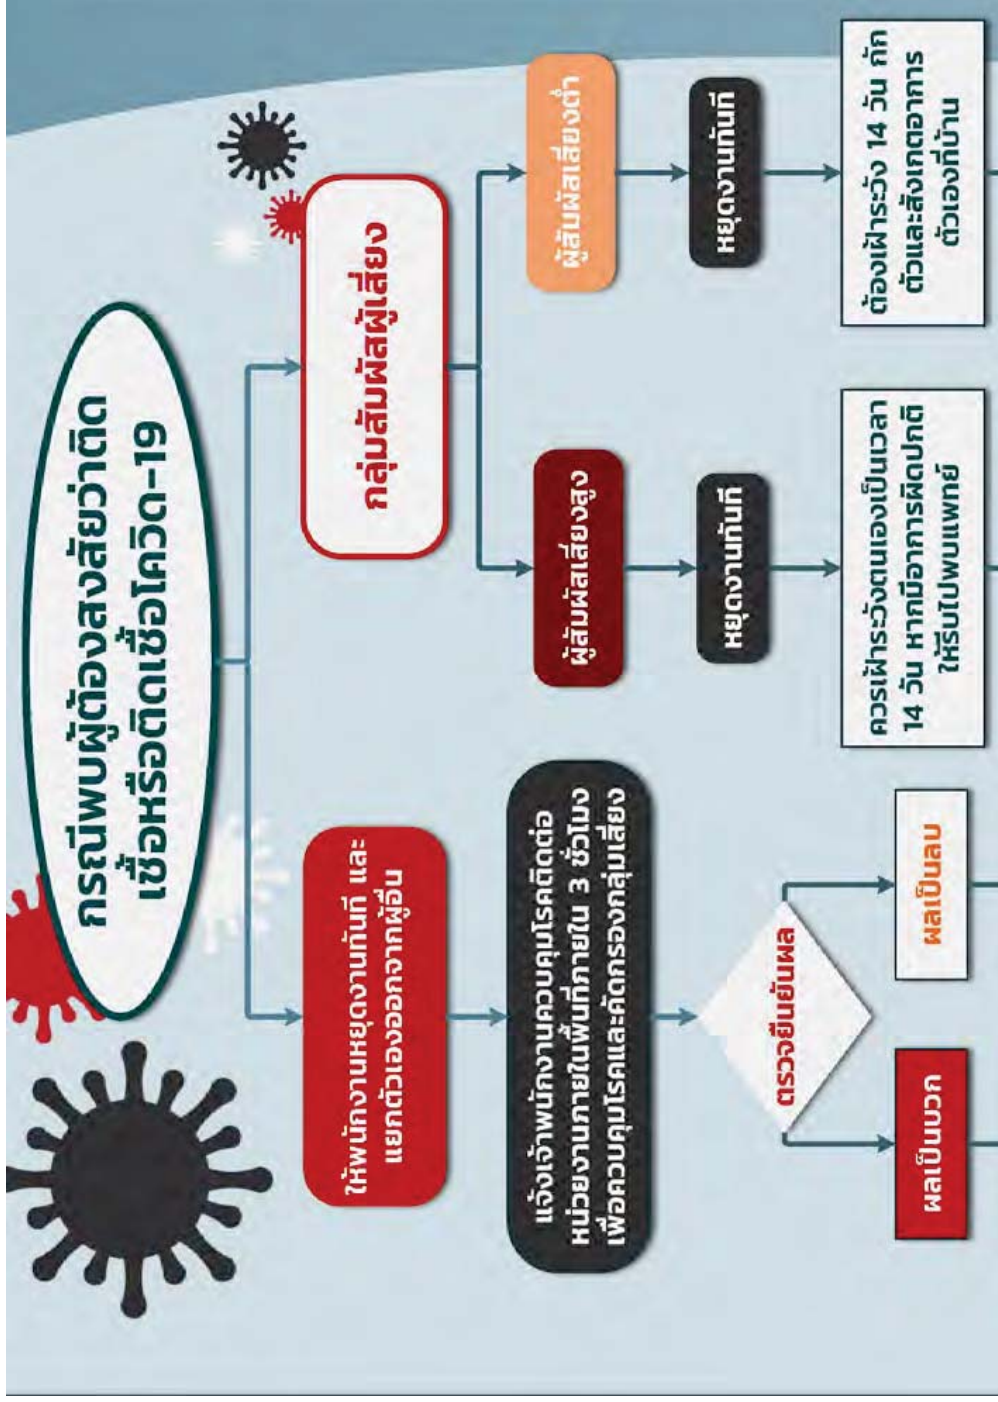 กรณีพบผู้ต้องสงสัยว่าติด
เชื้อหรือติดเชื้อโควิด-19
ให้พนักงานหยุดงานทันที และ
แยกตัวเองออกจากผู้อื่น
แจ้งเจ้าพนักงานควบคุมโรคติดต่อ
หน่วยงานภายในพื้นที่ภายใน 3 ชั่วโมง
เพื่อควบคุมโรคและคัดกรองกลุ่มเสี่ยง
ตรวจยืนยันผล
ผลเป็นบวก
ผลเป็นลบ
กลุ่มสัมผัสผู้เสี่ยง
ผู้สัมผัสเสี่ยงสูง
หยุดงานทันที
ควรเฝ้าระวังตนเองเป็นเวลา
14 วัน หากมีอาการผิดปกติ
ให้รีบไปพบแพทย์
ผู้สัมผัสเสี่ยงต่ำ
หยุดงานทันที
ต้องเฝ้าระวัง 14 วัน กัก
ตัวและสังเกตอาการ
ตัวเองที่บ้าน